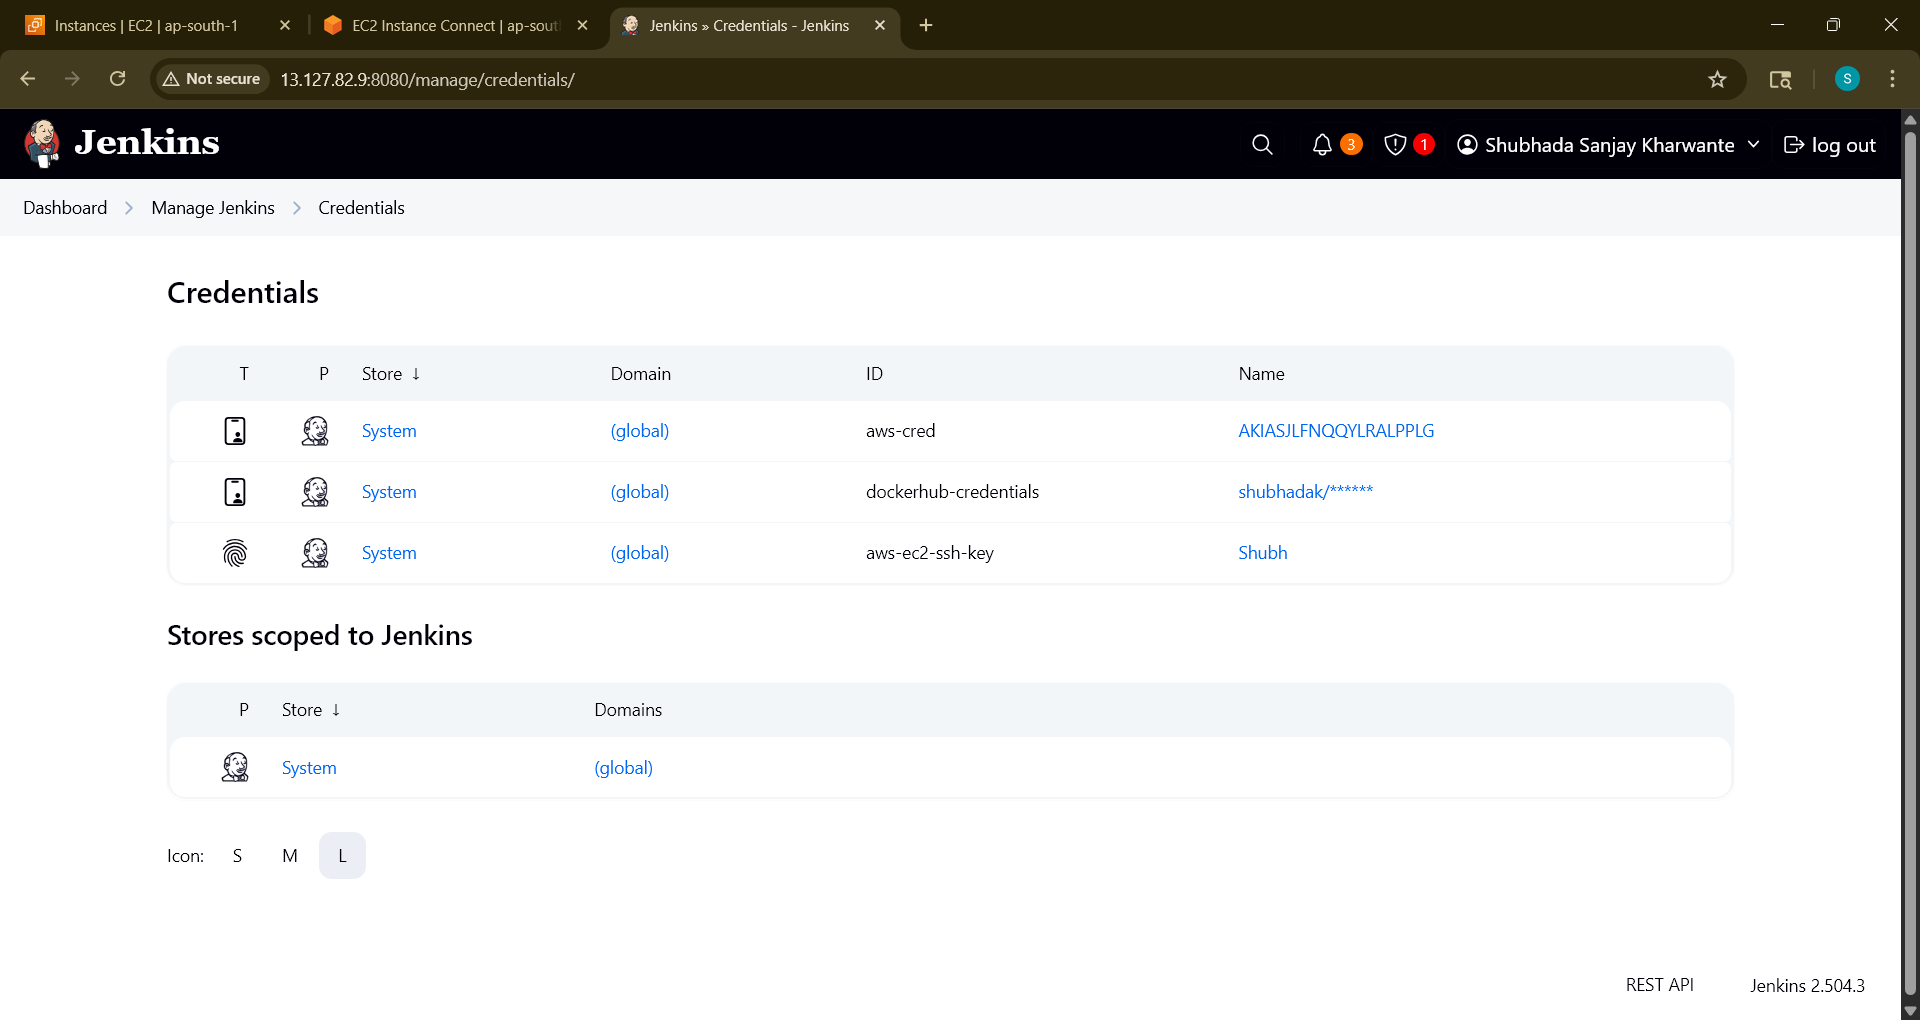 Instances | EC2 | ap-south-1
EC2 Instance Connect | ap-sout
Jenkins » Credentials - Jenkins
Not secure
13.127.82.9:8080/manage/credentials/
S
Jenkins
3
1
Shubhada Sanjay Kharwante
log out
Dashboard
Manage Jenkins
Credentials
Credentials
T P Store ↓ Domain ID Name
System (global) aws-cred AKIASJLFNQQYLRALPPLG
System (global) dockerhub-credentials shubhadak/******
System (global) aws-ec2-ssh-key Shubh
Stores scoped to Jenkins
P Store ↓ Domains
System (global)
Icon: S M L
REST API Jenkins 2.504.3